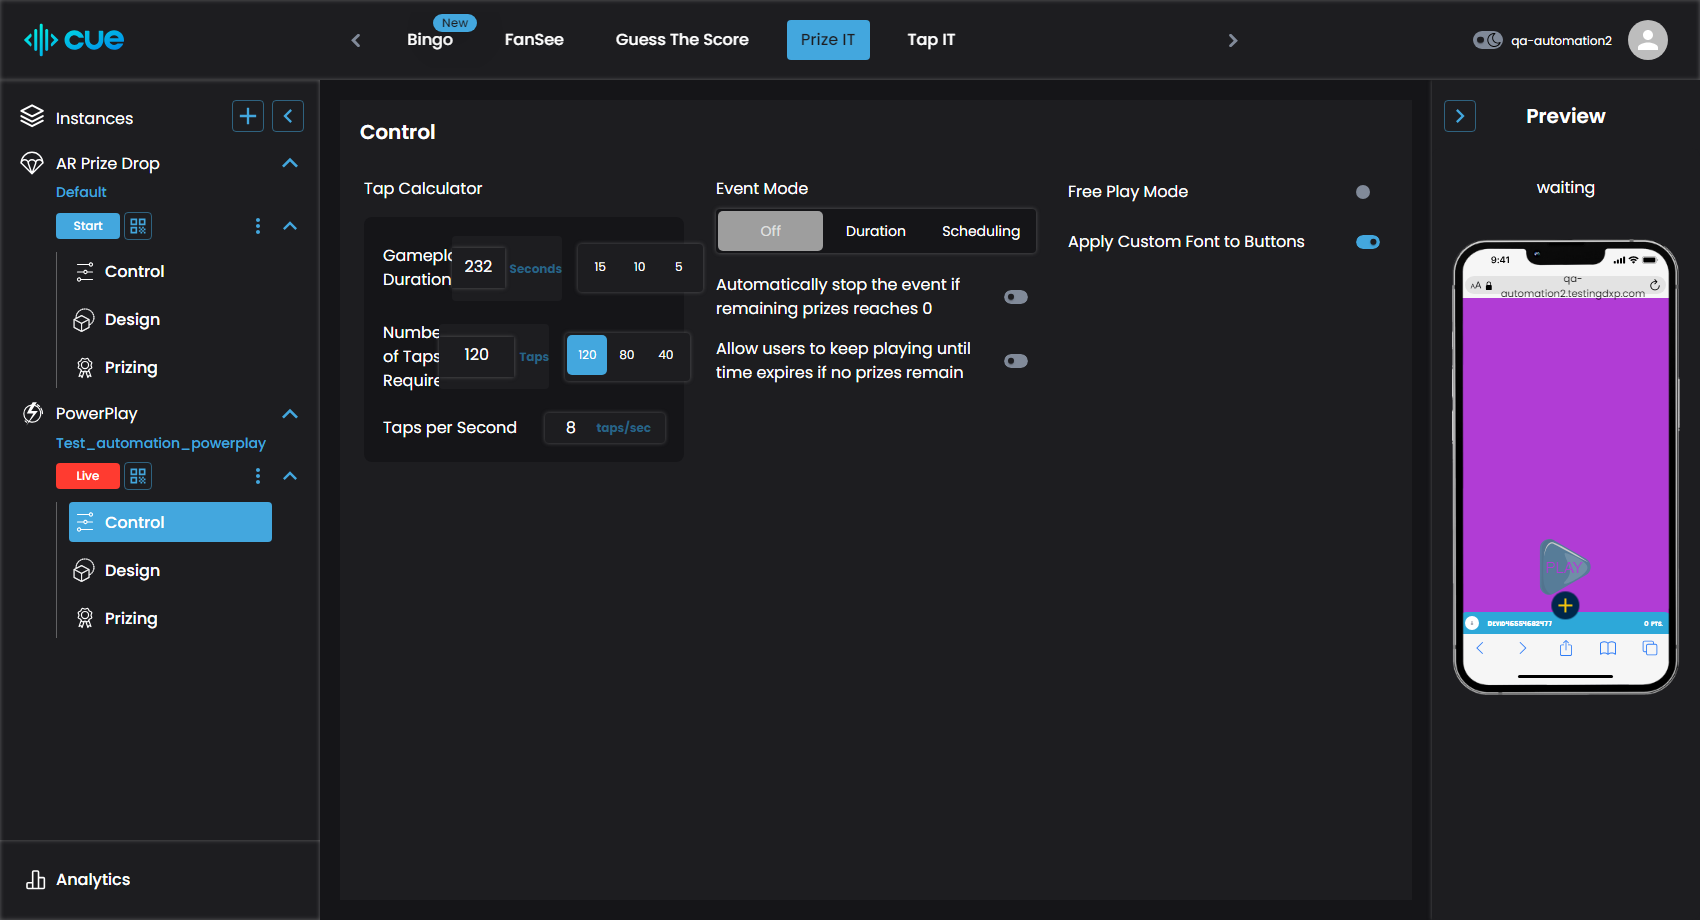 cue
New
Bingo
FanSee
Guess The Score
Prize IT
Tap IT
qa-automation2
Instances
AR Prize Drop
Default
Start
Control
Design
Prizing
PowerPlay
Test_automation_powerplay
Live
Control
Design
Prizing
Analytics
Control
Tap Calculator
Gamepl
Duration
232 Seconds
15 10 5
Numbe
of Taps
Require
120 Taps
120 80 40
Taps per Second
8 taps/sec
Event Mode
Off Duration Scheduling
Automatically stop the event if
remaining prizes reaches 0
Allow users to keep playing until
time expires if no prizes remain
Free Play Mode
Apply Custom Font to Buttons
Preview
waiting
9:41
AA
qa-
automation2.testingdxp.com
PLAY
0 PTS.